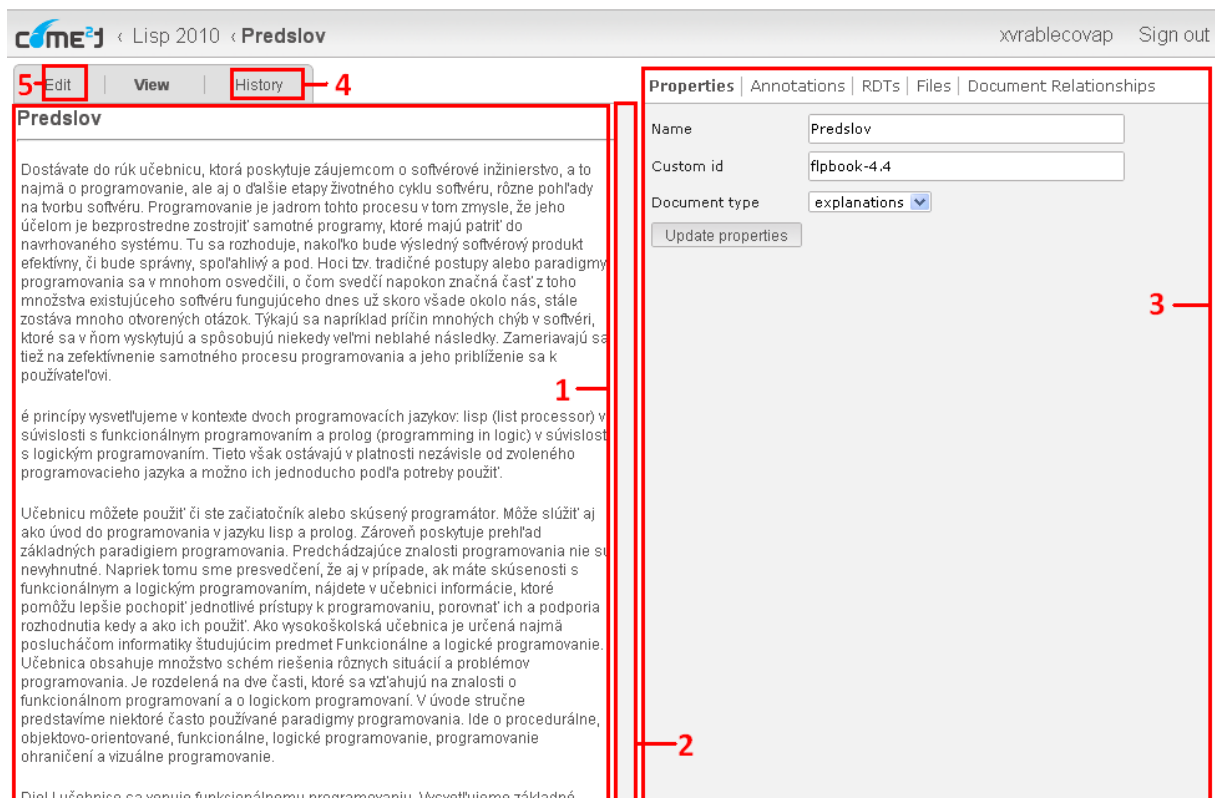 come²t ‹ Lisp 2010 ‹ Predslov xvrablecovap Sign out
5 Edit | View | History 4
Properties | Annotations | RDTs | Files | Document Relationships
Name Predslov
Custom id flpbook-4.4
Document type explanations
Update properties
3
Predslov
Dostávate do rúk učebnicu, ktorá poskytuje záujemcom o softvérové inžinierstvo, a to
najmä o programovanie, ale aj o ďalšie etapy životného cyklu softvéru, rôzne pohľady
na tvorbu softvéru. Programovanie je jadrom tohto procesu v tom zmysle, že jeho
účelom je bezprostredne zostrojiť samotné programy, ktoré majú patriť do
navrhovaného systému. Tu sa rozhoduje, nakoľko bude výsledný softvérový produkt
efektívny, či bude správny, spoľahlivý a pod. Hoci tzv. tradičné postupy alebo paradigmy
programovania sa v mnohom osvedčili, o čom svedčí napokon značná časť z toho
množstva existujúceho softvéru fungujúceho dnes už skoro všade okolo nás, stále
zostáva mnoho otvorených otázok. Týkajú sa napríklad príčin mnohých chýb v softvéri,
ktoré sa v ňom vyskytujú a spôsobujú niekedy veľmi neblahé následky. Zameriavajú sa
tiež na zefektívnenie samotného procesu programovania a jeho priblíženie sa k
používateľovi.
1
é princípy vysvetľujeme v kontexte dvoch programovacích jazykov: lisp (list processor) v
súvislosti s funkcionálnym programovaním a prolog (programming in logic) v súvislost
s logickým programovaním. Tieto však ostávajú v platnosti nezávisle od zvoleného
programovacieho jazyka a možno ich jednoducho podľa potreby použiť.
Učebnicu môžete použiť či ste začiatočník alebo skúsený programátor. Môže slúžiť aj
ako úvod do programovania v jazyku lisp a prolog. Zároveň poskytuje prehľad
základných paradigiem programovania. Predchádzajúce znalosti programovania nie sú
nevyhnutné. Napriek tomu sme presvedčení, že aj v prípade, ak máte skúsenosti s
funkcionálnym a logickým programovaním, nájdete v učebnici informácie, ktoré
pomôžu lepšie pochopiť jednotlivé prístupy k programovaniu, porovnať ich a podporia
rozhodnutia kedy a ako ich použiť. Ako vysokoškolská učebnica je určená najmä
poslucháčom informatiky študujúcim predmet Funkcionálne a logické programovanie.
Učebnica obsahuje množstvo schém riešenia rôznych situácií a problémov
programovania. Je rozdelená na dve časti, ktoré sa vzťahujú na znalosti o
funkcionálnom programovaní a o logickom programovaní. V úvode stručne
predstavíme niektoré často používané paradigmy programovania. Ide o procedurálne,
objektovo-orientované, funkcionálne, logické programovanie, programovanie
ohraničení a vizuálne programovanie.
2
Diel I učebnice sa venuje funkcionálnemu programovaniu. Vysvetľujeme základné